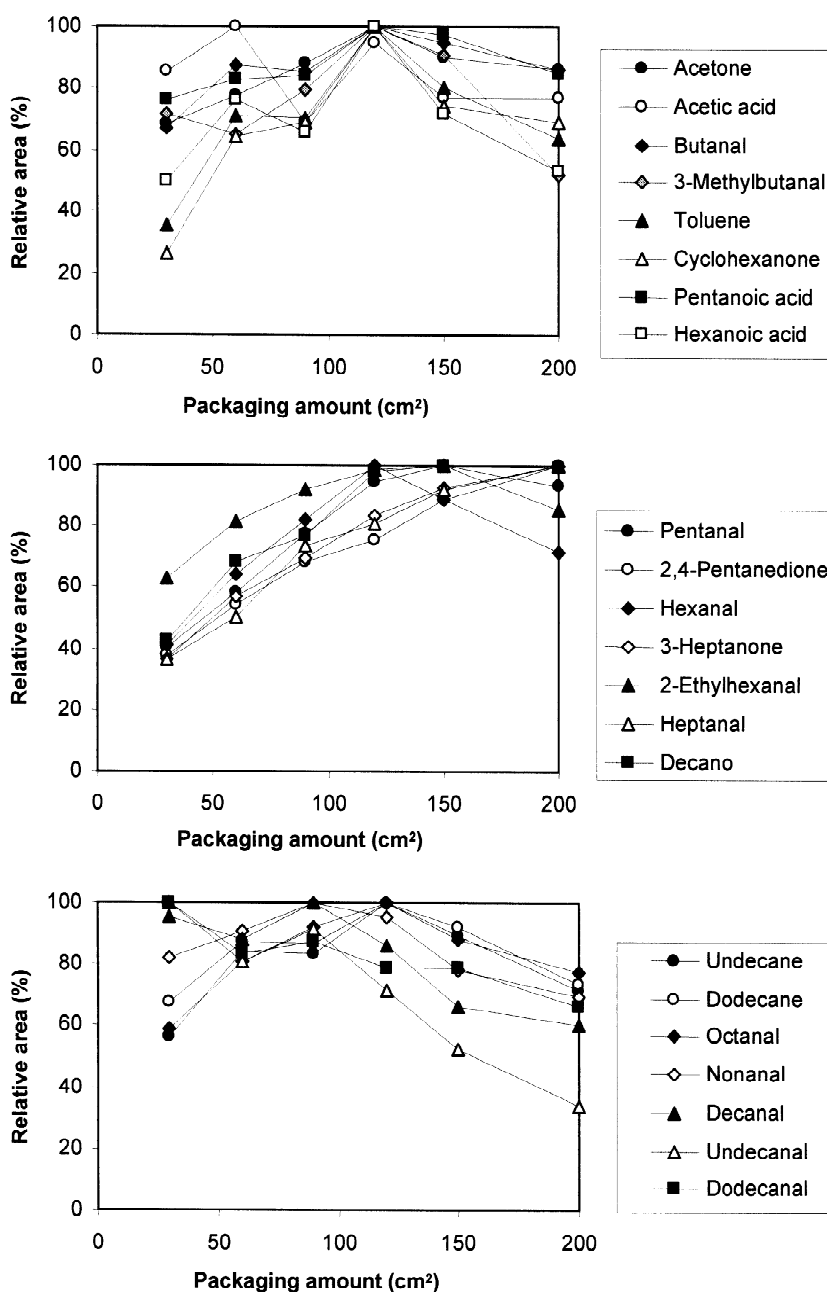 Relative area (%)
100
80
60
40
20
0
0 50 100 150 200
Packaging amount (cm²)
Acetone
Acetic acid
Butanal
3-Methylbutanal
Toluene
Cyclohexanone
Pentanoic acid
Hexanoic acid
Relative area (%)
100
80
60
40
20
0
0 50 100 150 200
Packaging amount (cm²)
Pentanal
2,4-Pentanedione
Hexanal
3-Heptanone
2-Ethylhexanal
Heptanal
Decano
Relative area (%)
100
80
60
40
20
0
0 50 100 150 200
Packaging amount (cm²)
Undecane
Dodecane
Octanal
Nonanal
Decanal
Undecanal
Dodecanal